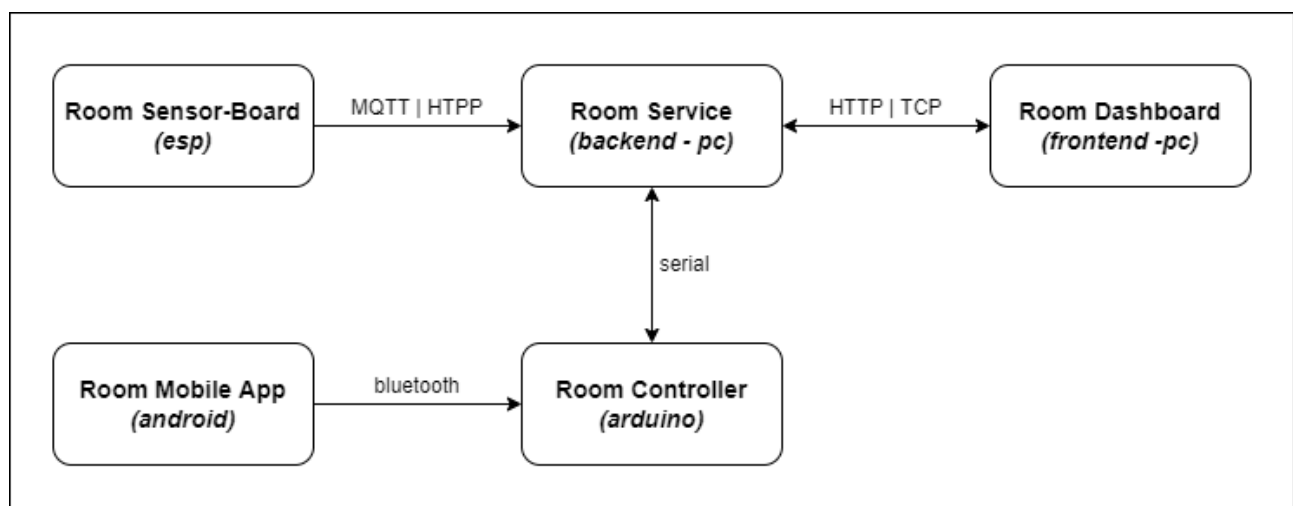 Room Sensor-Board
(esp)
MQTT | HTPP
Room Service
(backend - pc)
HTTP | TCP
Room Dashboard
(frontend -pc)
serial
Room Mobile App
(android)
bluetooth
Room Controller
(arduino)